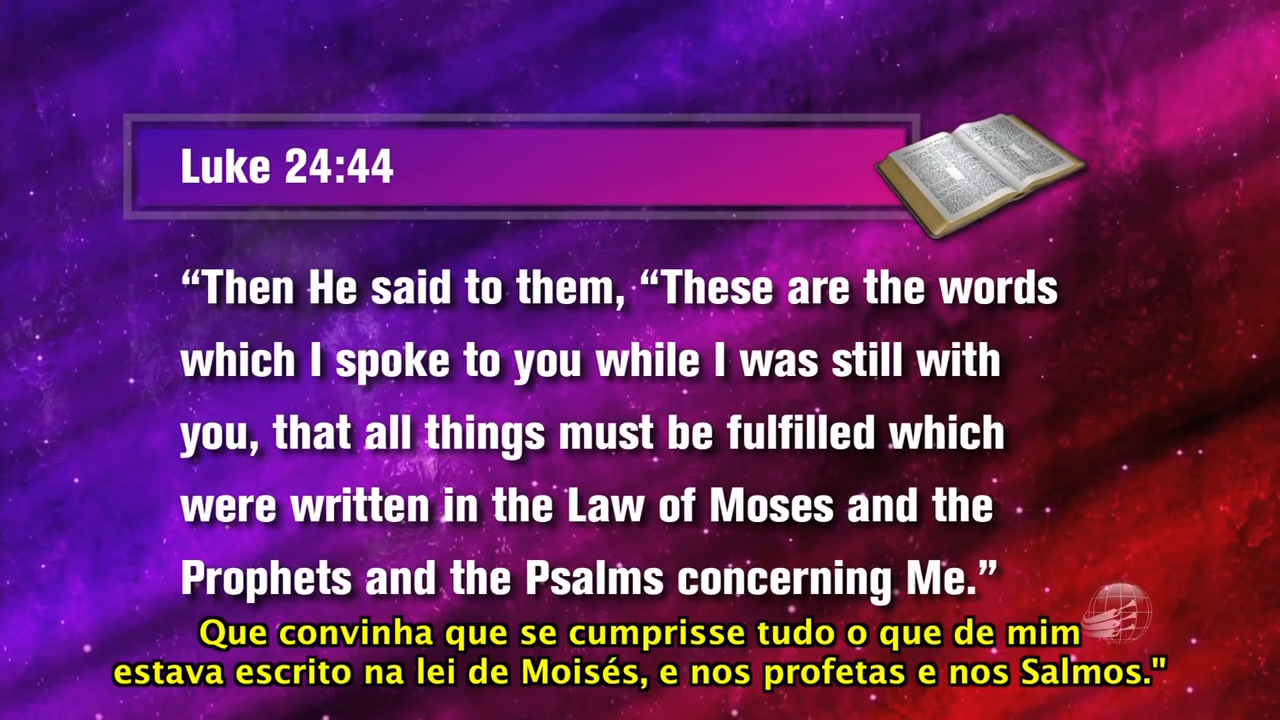 Luke 24:44
“Then He said to them, “These are the words
which I spoke to you while I was still with
you, that all things must be fulfilled which
were written in the Law of Moses and the
Prophets and the Psalms concerning Me.”
Que convinha que se cumprisse tudo o que de mim
estava escrito na lei de Moisés, e nos profetas e nos Salmos."